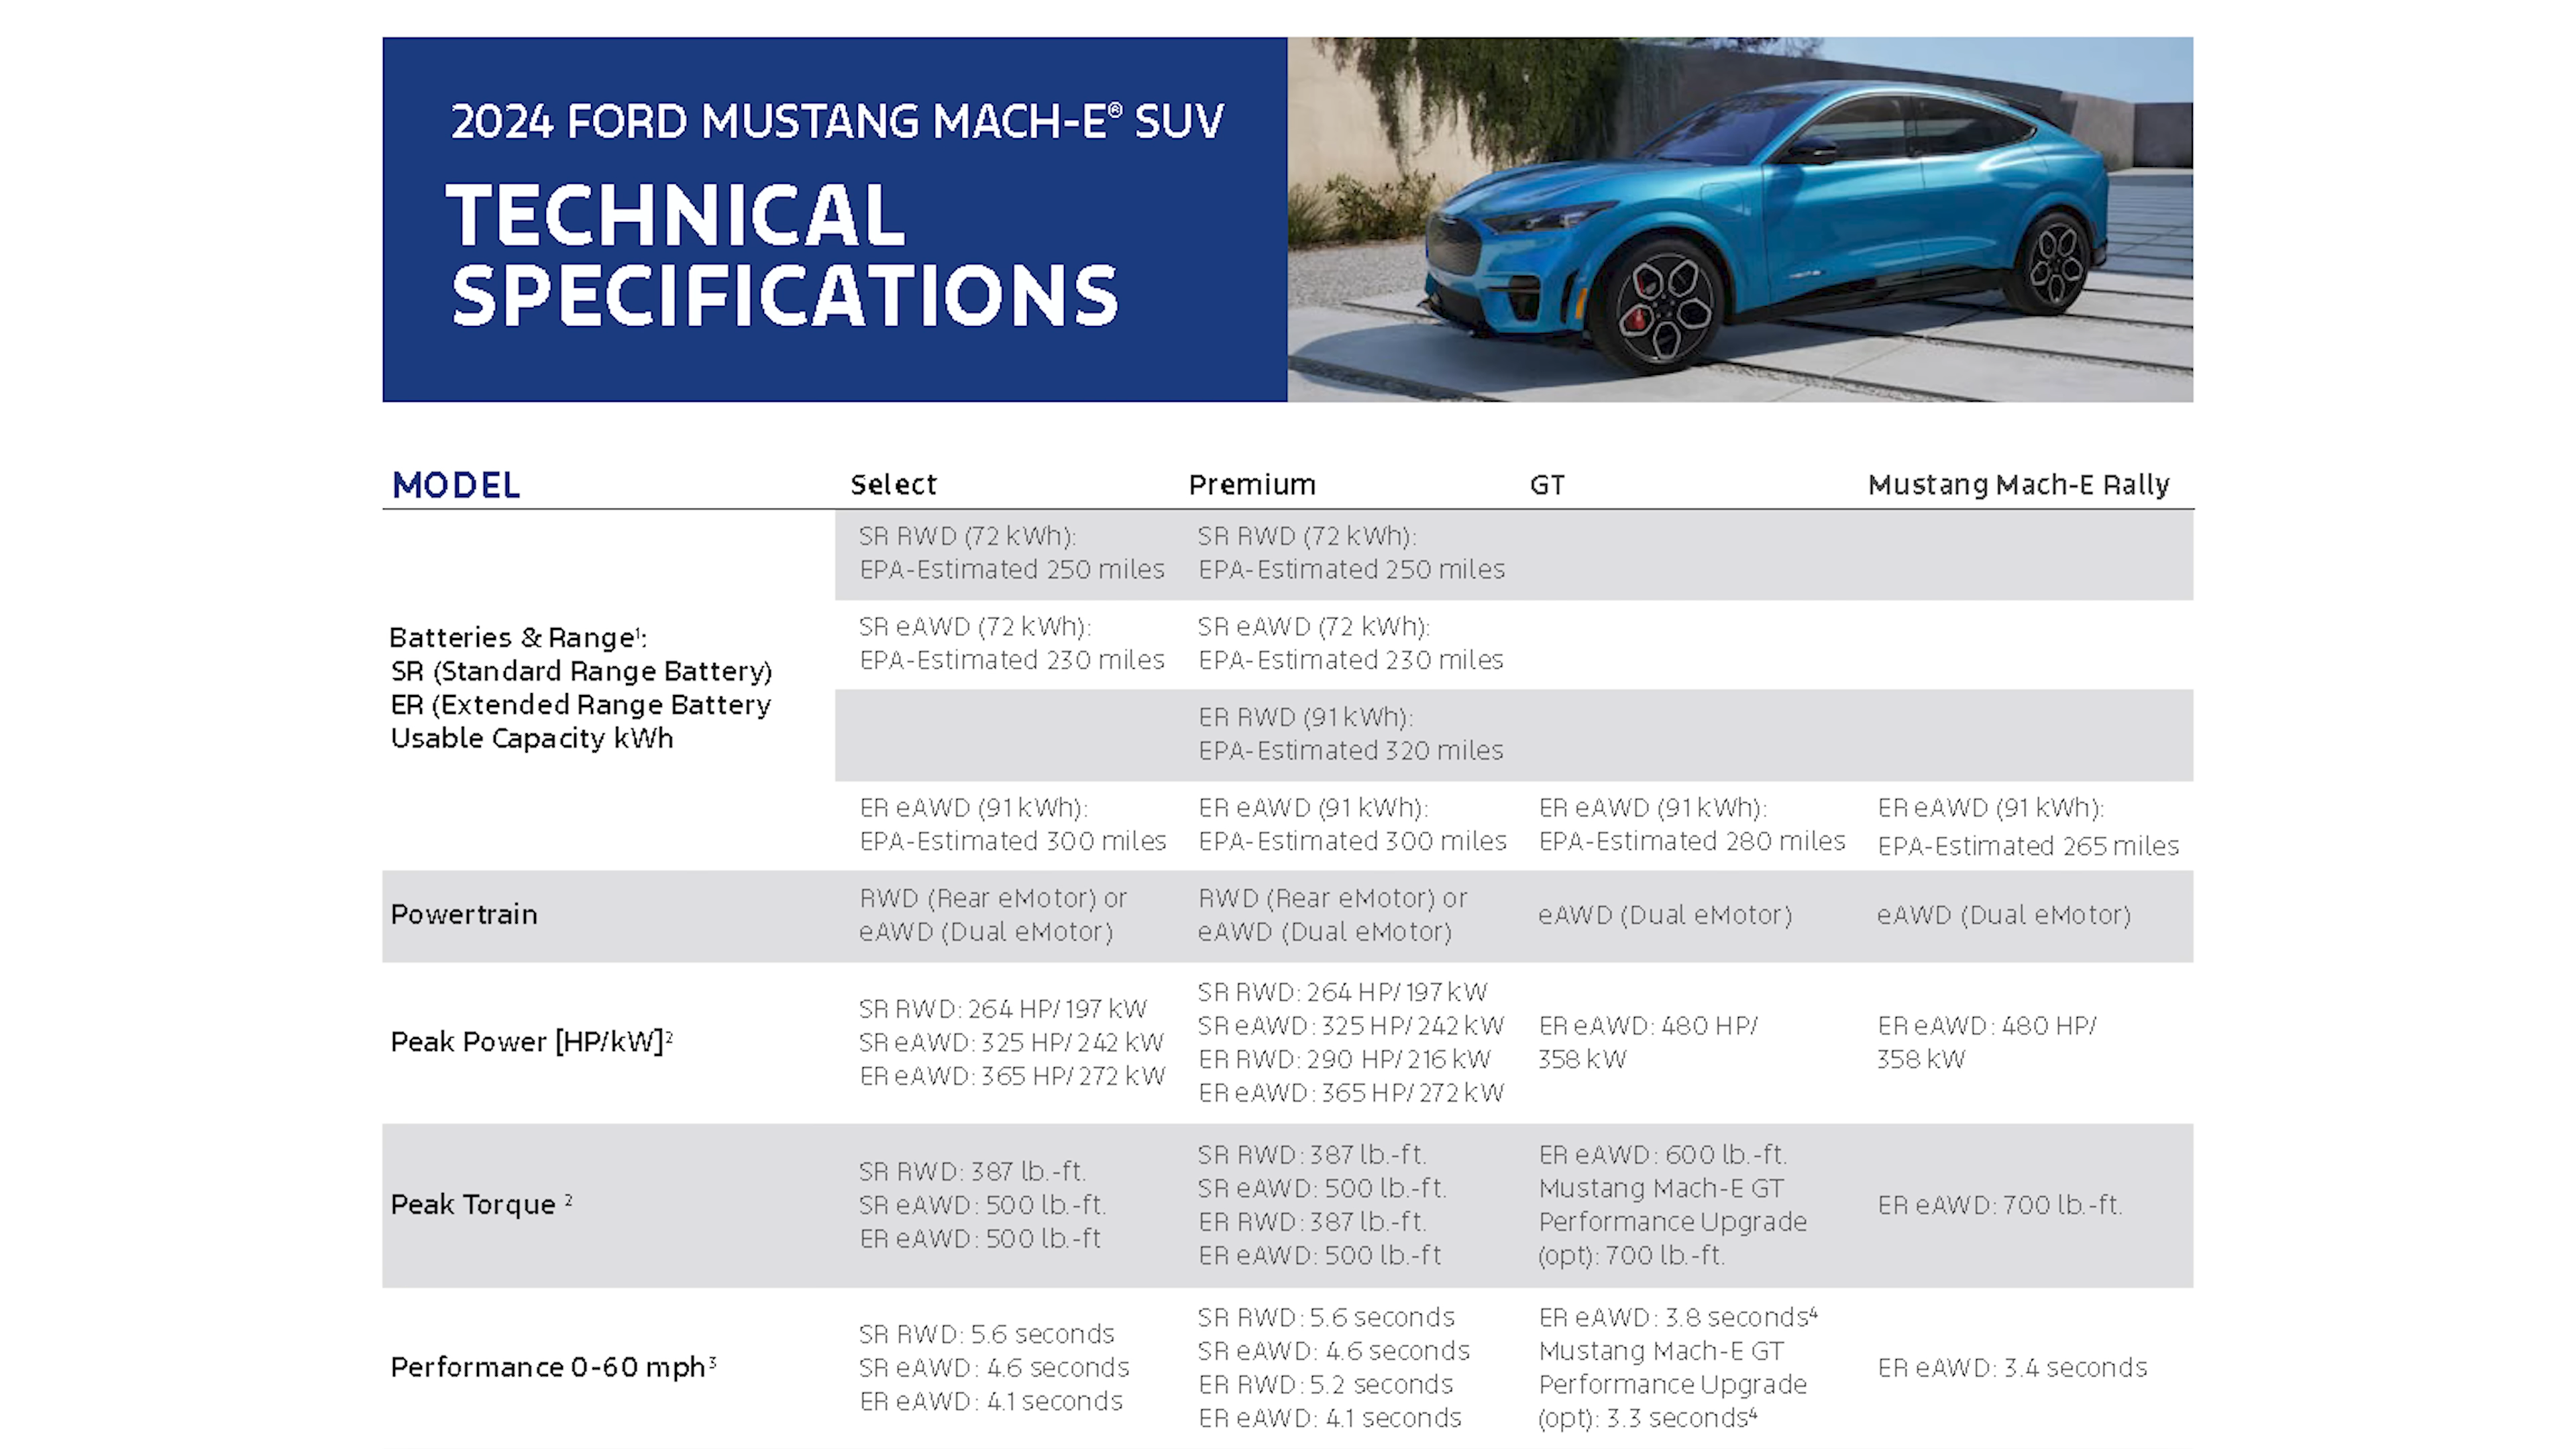 2024 FORD MUSTANG MACH-E® SUV
TECHNICAL
SPECIFICATIONS
MODEL
Select
Premium
GT
Mustang Mach-E Rally
Batteries & Range¹:
SR (Standard Range Battery)
ER (Extended Range Battery
Usable Capacity kWh
SR RWD (72 kWh):
EPA-Estimated 250 miles
SR RWD (72 kWh):
EPA-Estimated 250 miles
SR eAWD (72 kWh):
EPA-Estimated 230 miles
SR eAWD (72 kWh):
EPA-Estimated 230 miles
ER RWD (91 kWh):
EPA-Estimated 320 miles
ER eAWD (91 kWh):
EPA-Estimated 300 miles
ER eAWD (91 kWh):
EPA-Estimated 300 miles
ER eAWD (91 kWh):
EPA-Estimated 280 miles
ER eAWD (91 kWh):
EPA-Estimated 265 miles
Powertrain
RWD (Rear eMotor) or
eAWD (Dual eMotor)
RWD (Rear eMotor) or
eAWD (Dual eMotor)
eAWD (Dual eMotor)
eAWD (Dual eMotor)
Peak Power [HP/kW]²
SR RWD: 264 HP/ 197 kW
SR eAWD: 325 HP/ 242 kW
ER eAWD: 365 HP/ 272 kW
SR RWD: 264 HP/ 197 kW
SR eAWD: 325 HP/ 242 kW
ER RWD: 290 HP/ 216 kW
ER eAWD: 365 HP/ 272 kW
ER eAWD: 480 HP/
358 kW
ER eAWD: 480 HP/
358 kW
Peak Torque ²
SR RWD: 387 lb.-ft.
SR eAWD: 500 lb.-ft.
ER eAWD: 500 lb.-ft
SR RWD: 387 lb.-ft.
SR eAWD: 500 lb.-ft.
ER RWD: 387 lb.-ft.
ER eAWD: 500 lb.-ft
ER eAWD: 600 lb.-ft.
Mustang Mach-E GT
Performance Upgrade
(opt): 700 lb.-ft.
ER eAWD: 700 lb.-ft.
Performance 0-60 mph³
SR RWD: 5.6 seconds
SR eAWD: 4.6 seconds
ER eAWD: 4.1 seconds
SR RWD: 5.6 seconds
SR eAWD: 4.6 seconds
ER RWD: 5.2 seconds
ER eAWD: 4.1 seconds
ER eAWD: 3.8 seconds⁴
Mustang Mach-E GT
Performance Upgrade
(opt): 3.3 seconds⁴
ER eAWD: 3.4 seconds